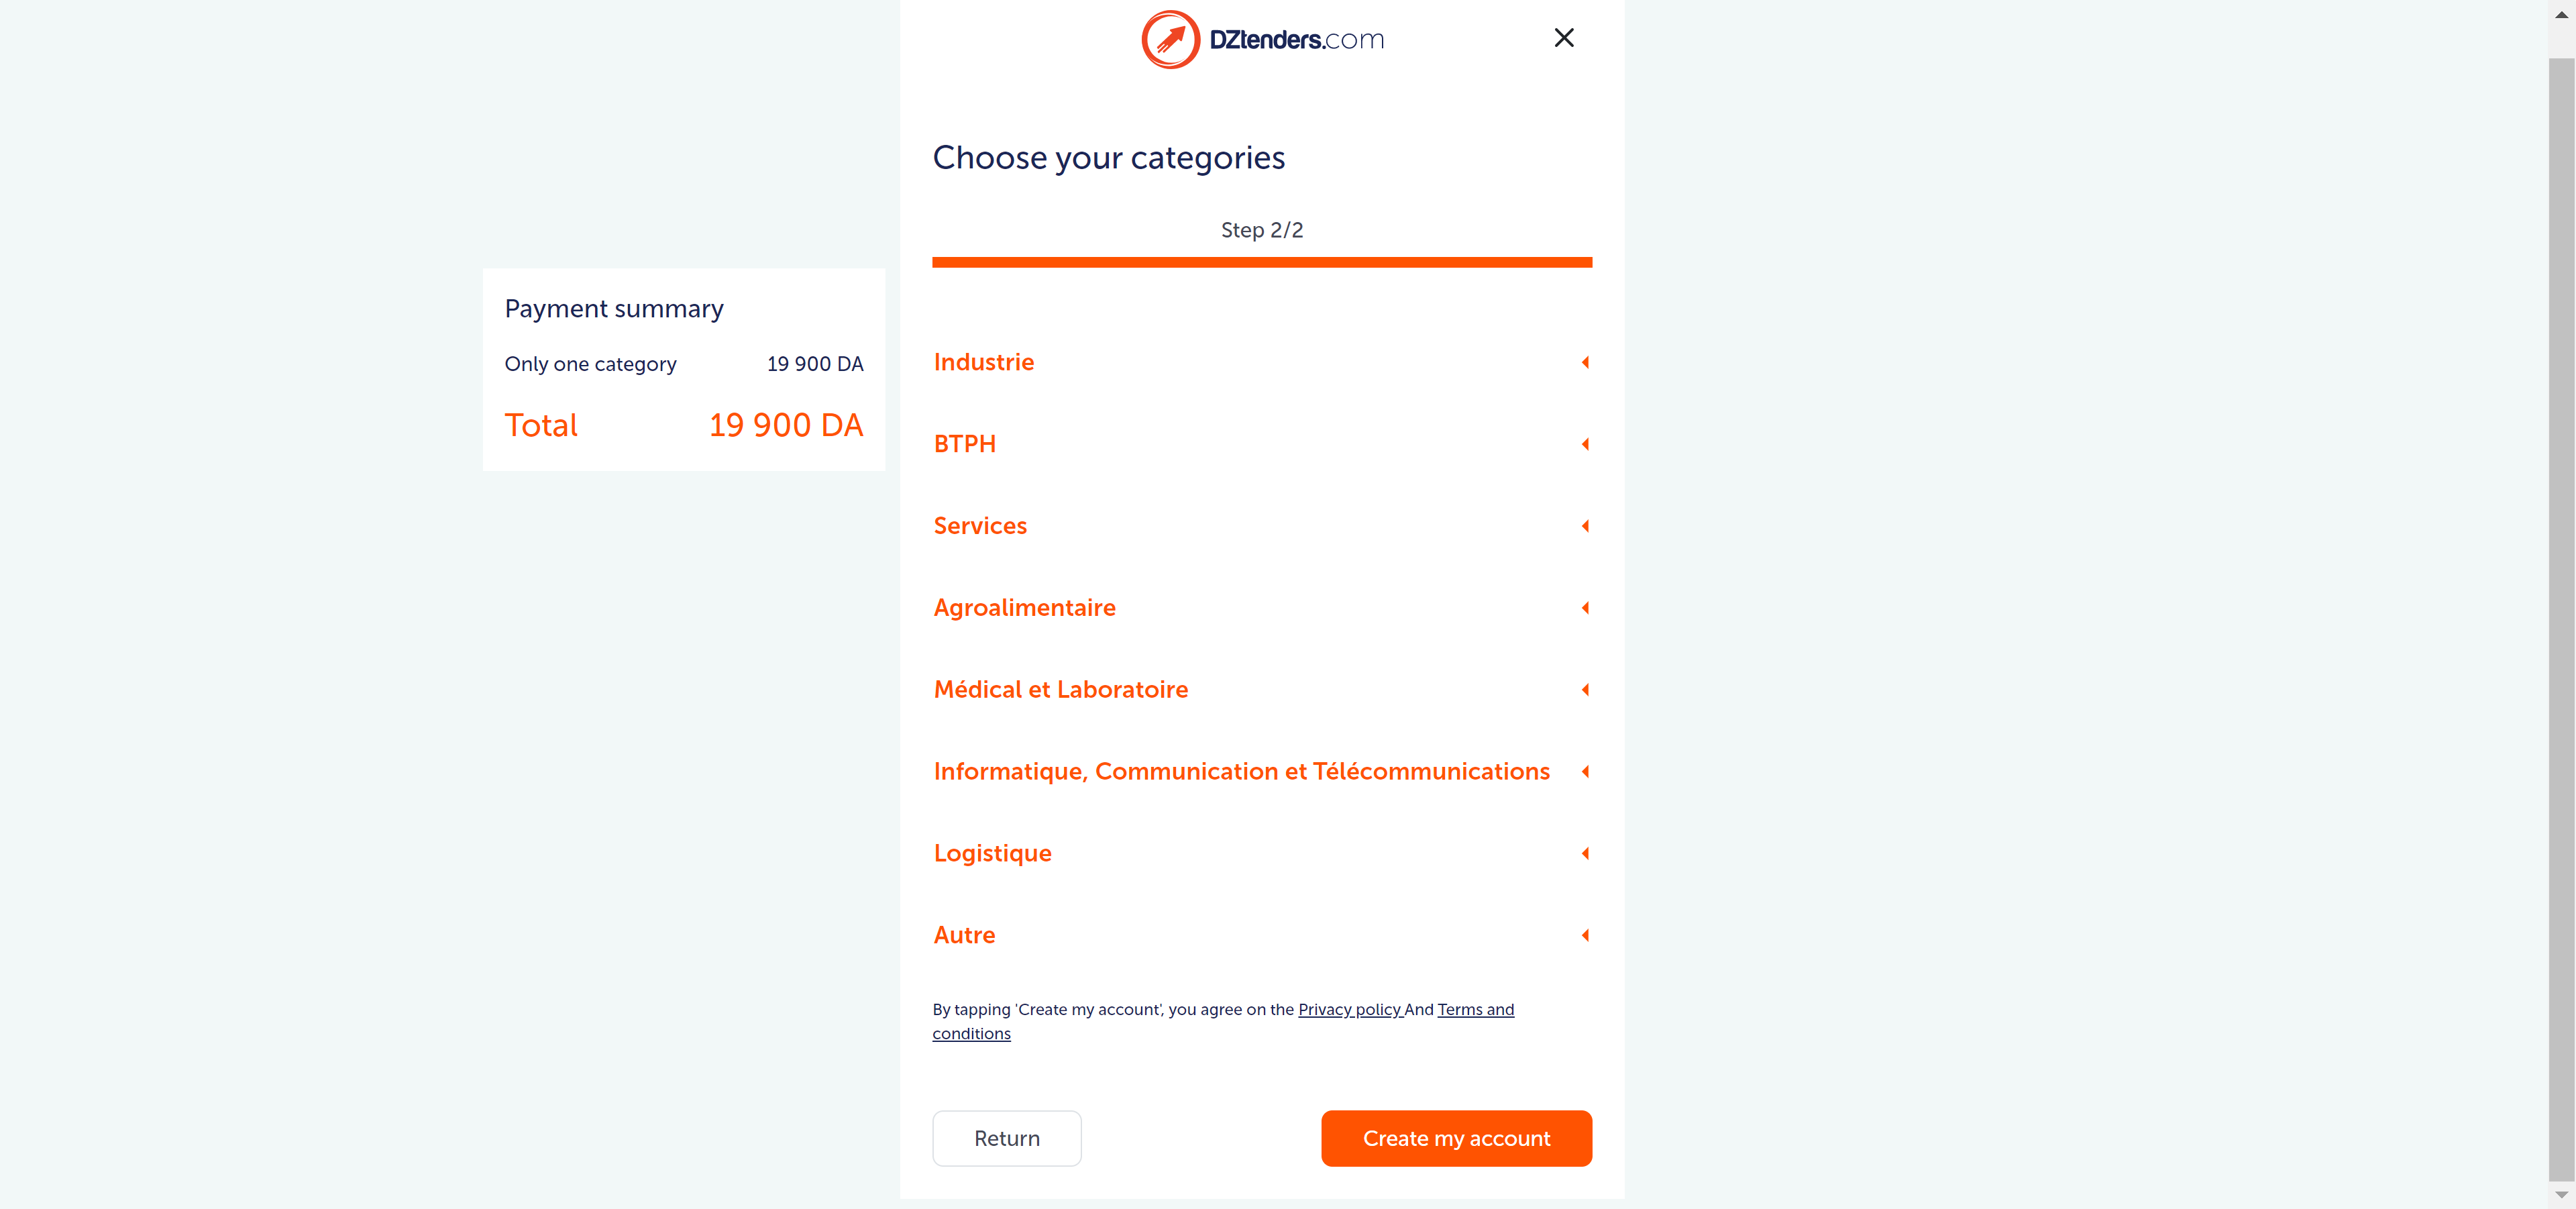 DZtenders.com
Choose your categories
Step 2/2
Payment summary
Only one category 19 900 DA
Total 19 900 DA
Industrie
BTPH
Services
Agroalimentaire
Médical et Laboratoire
Informatique, Communication et Télécommunications
Logistique
Autre
By tapping 'Create my account', you agree on the Privacy policy And Terms and
conditions
Return
Create my account